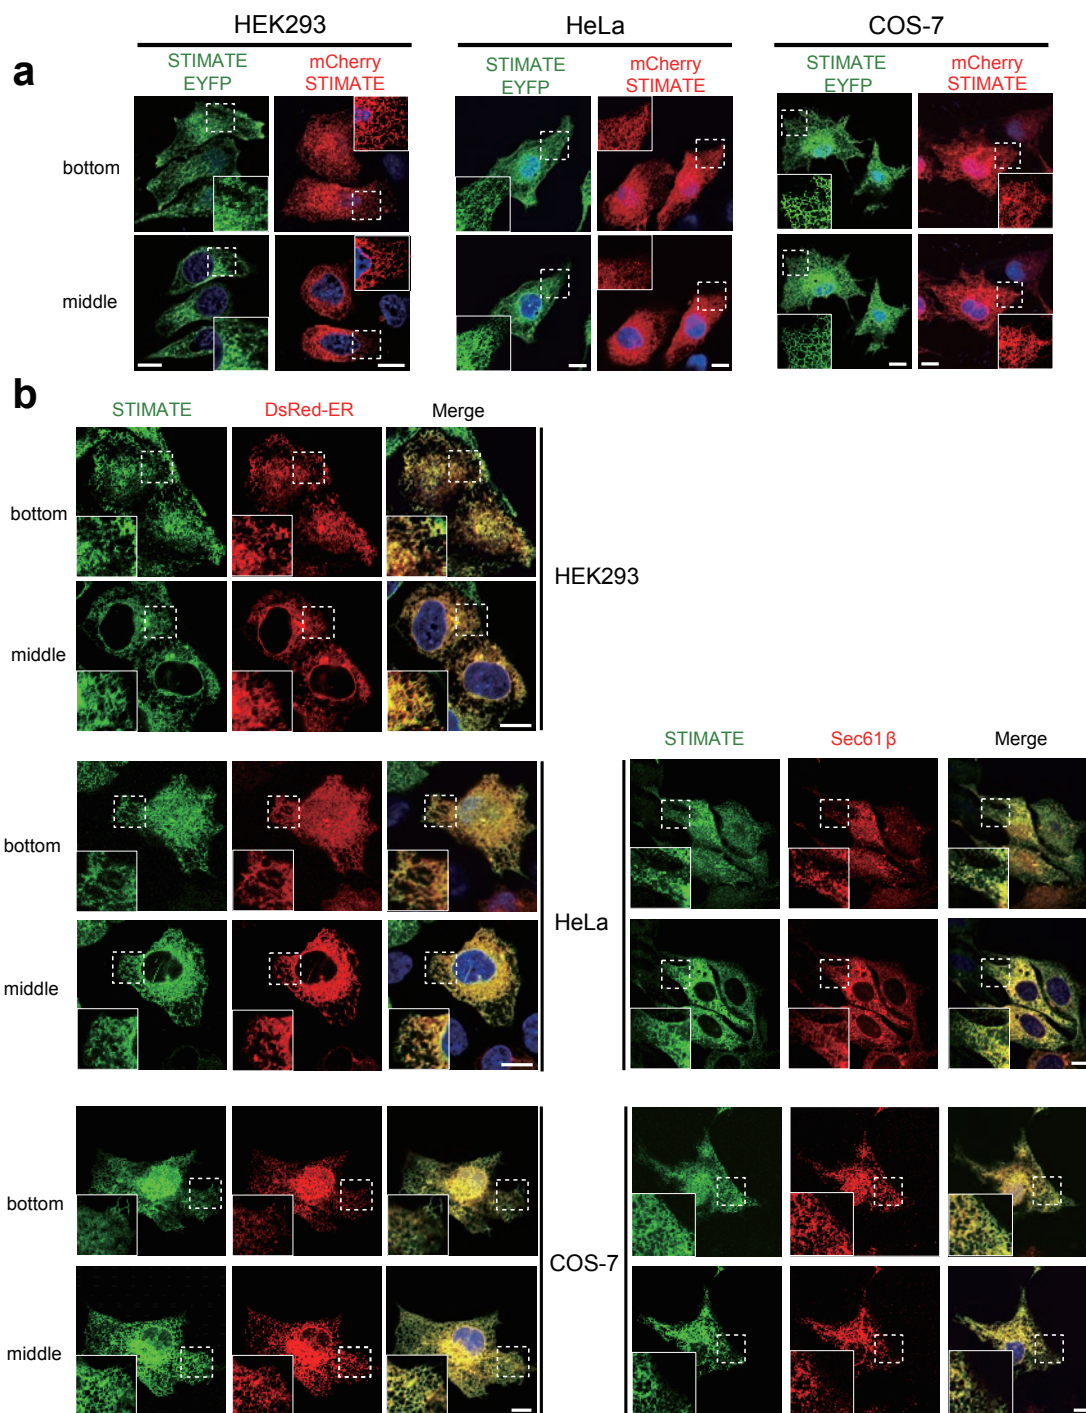 HEK293 HeLa COS-7
a
STIMATE mCherry STIMATE mCherry STIMATE mCherry
EYFP STIMATE EYFP STIMATE EYFP STIMATE
bottom
middle
b
STIMATE DsRed-ER Merge
bottom
HEK293
middle
STIMATE Sec61β Merge
bottom
HeLa
middle
bottom
COS-7
middle